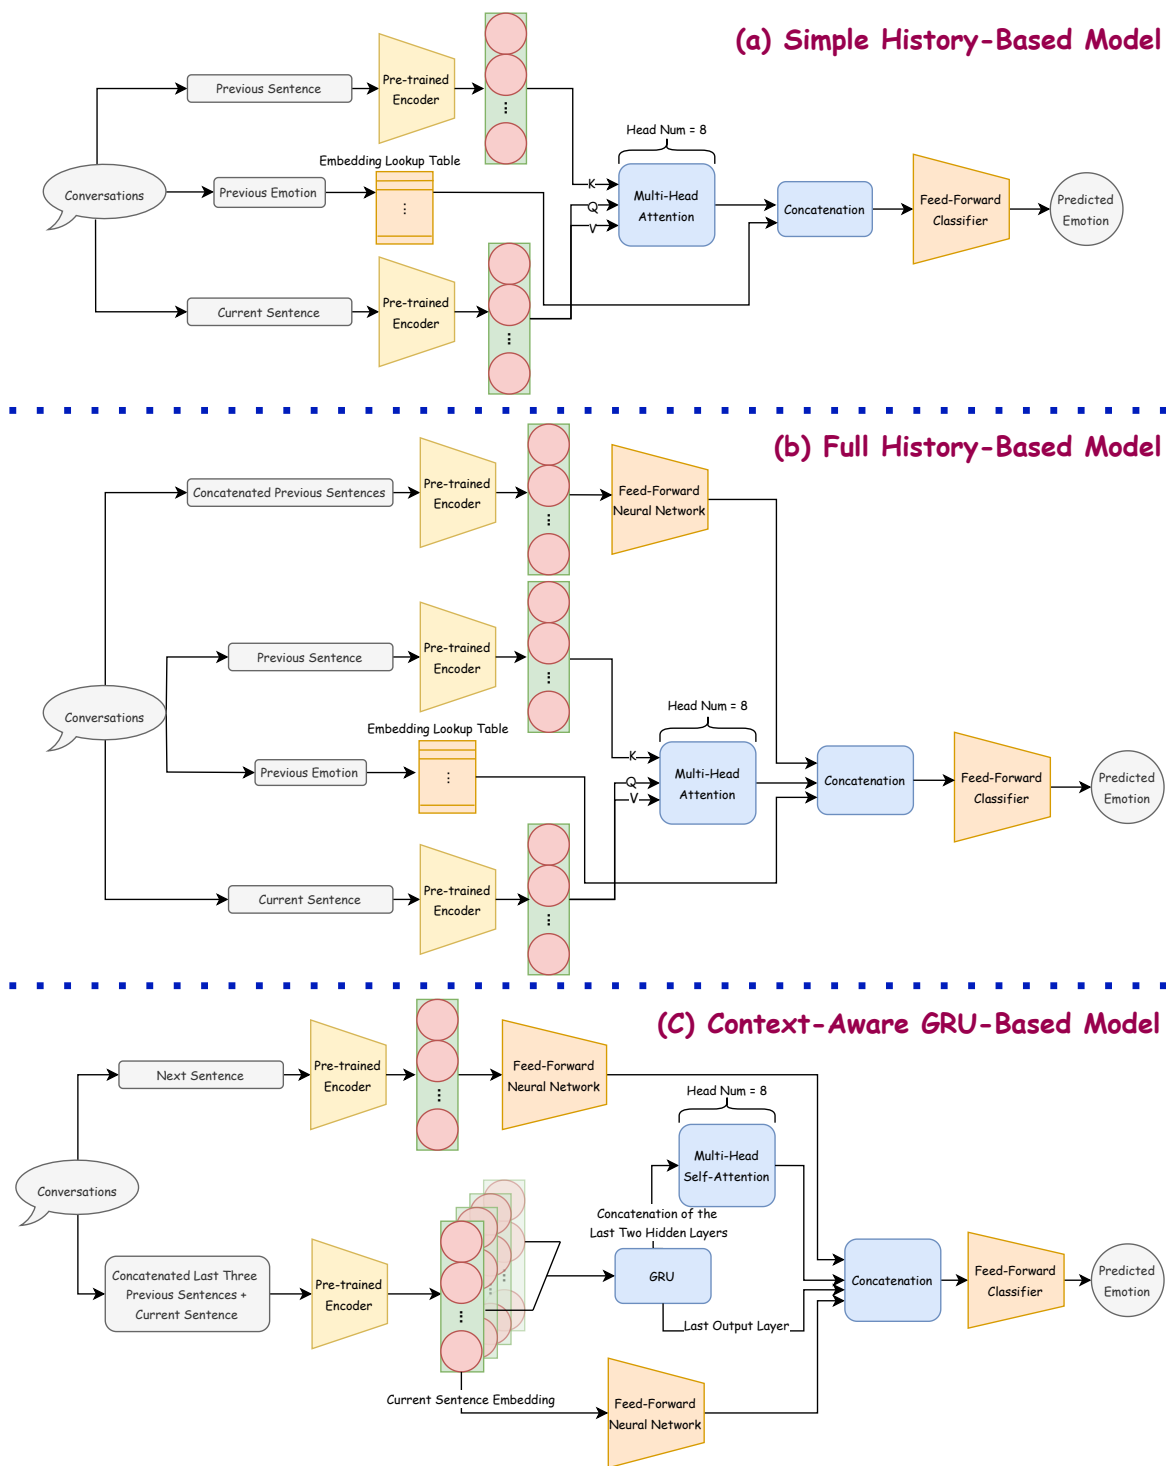 (a) Simple History-Based Model
Previous Sentence
Pre-trained
Encoder
...
Head Num = 8
Embedding Lookup Table
Conversations
Previous Emotion
...
K
Q
V
Multi-Head
Attention
Concatenation
Feed-Forward
Classifier
Predicted
Emotion
Current Sentence
Pre-trained
Encoder
...
(b) Full History-Based Model
Concatenated Previous Sentences
Pre-trained
Encoder
...
Feed-Forward
Neural Network
Previous Sentence
Pre-trained
Encoder
...
Conversations
Head Num = 8
Embedding Lookup Table
Previous Emotion
...
K
Q
V
Multi-Head
Attention
Concatenation
Feed-Forward
Classifier
Predicted
Emotion
Current Sentence
Pre-trained
Encoder
...
(C) Context-Aware GRU-Based Model
Next Sentence
Pre-trained
Encoder
...
Feed-Forward
Neural Network
Head Num = 8
Multi-Head
Self-Attention
Conversations
Concatenation of the
Last Two Hidden Layers
Concatenated Last Three
Previous Sentences +
Current Sentence
Pre-trained
Encoder
...
GRU
Last Output Layer
Concatenation
Feed-Forward
Classifier
Predicted
Emotion
Current Sentence Embedding
Feed-Forward
Neural Network